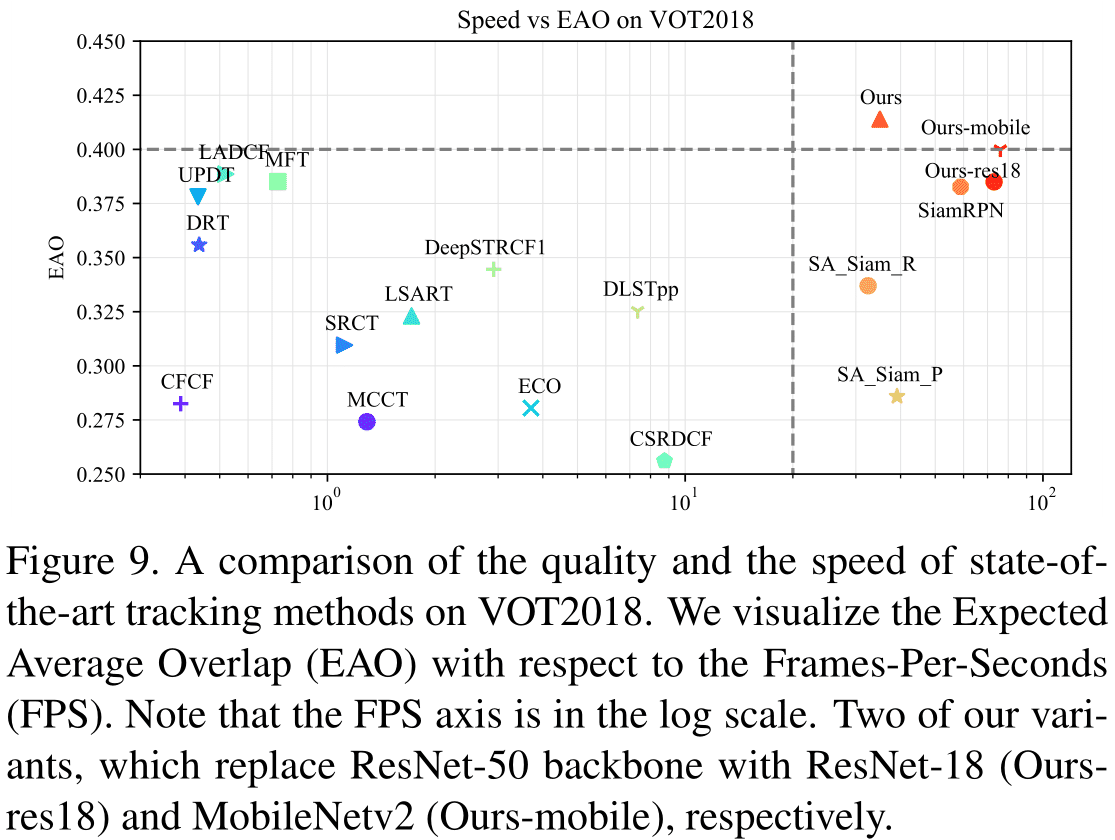 Speed vs EAO on VOT2018
0.450
0.425
0.400
0.375
0.350
0.325
0.300
0.275
0.250
EAO
Ours
Ours-mobile
LADCF
MFT
UPDT
Ours-res18
SiamRPN
DRT
DeepSTRCF1
SA_Siam_R
LSART
DLSTpp
SRCT
CFCF
MCCT
ECO
SA_Siam_P
CSRDCF
10⁰
10¹
10²
Figure 9. A comparison of the quality and the speed of state-of-
the-art tracking methods on VOT2018. We visualize the Expected
Average Overlap (EAO) with respect to the Frames-Per-Seconds
(FPS). Note that the FPS axis is in the log scale. Two of our vari-
ants, which replace ResNet-50 backbone with ResNet-18 (Ours-
res18) and MobileNetv2 (Ours-mobile), respectively.